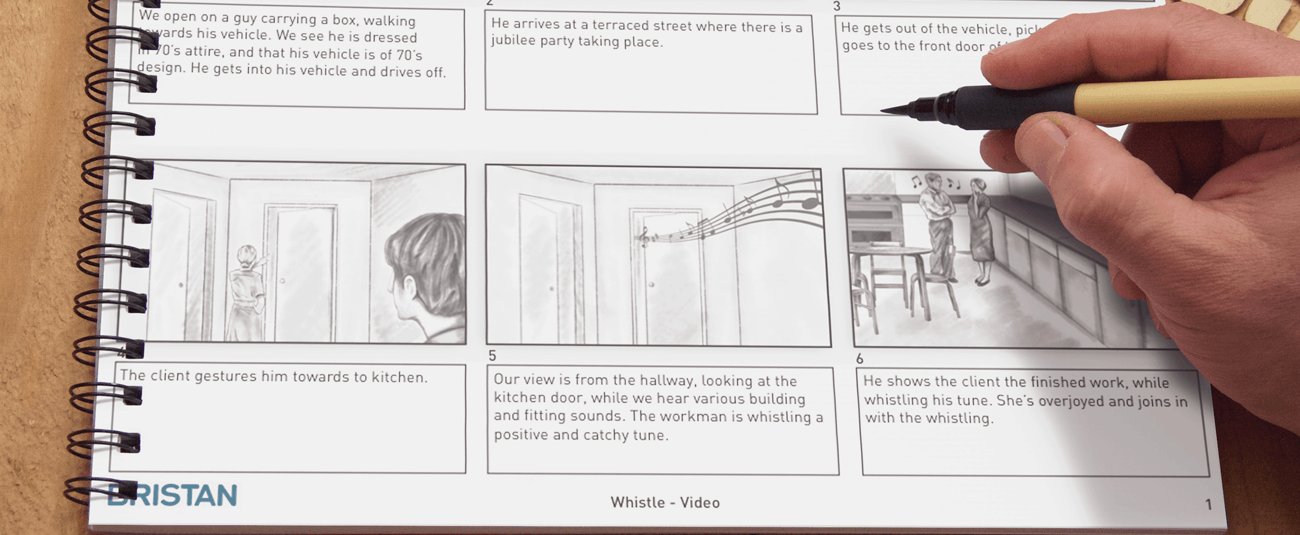 2
3
We open on a guy carrying a box, walking
towards his vehicle. We see he is dressed
in 70's attire, and that his vehicle is of 70's
design. He gets into his vehicle and drives off.
He arrives at a terraced street where there is a
jubilee party taking place.
He gets out of the vehicle,
goes to the front door of
4
The client gestures him towards to kitchen.
5
Our view is from the hallway, looking at the
kitchen door, while we hear various building
and fitting sounds. The workman is whistling a
positive and catchy tune.
6
He shows the client the finished work, while
whistling his tune. She's overjoyed and joins in
with the whistling.
BRISTAN
Whistle - Video
1